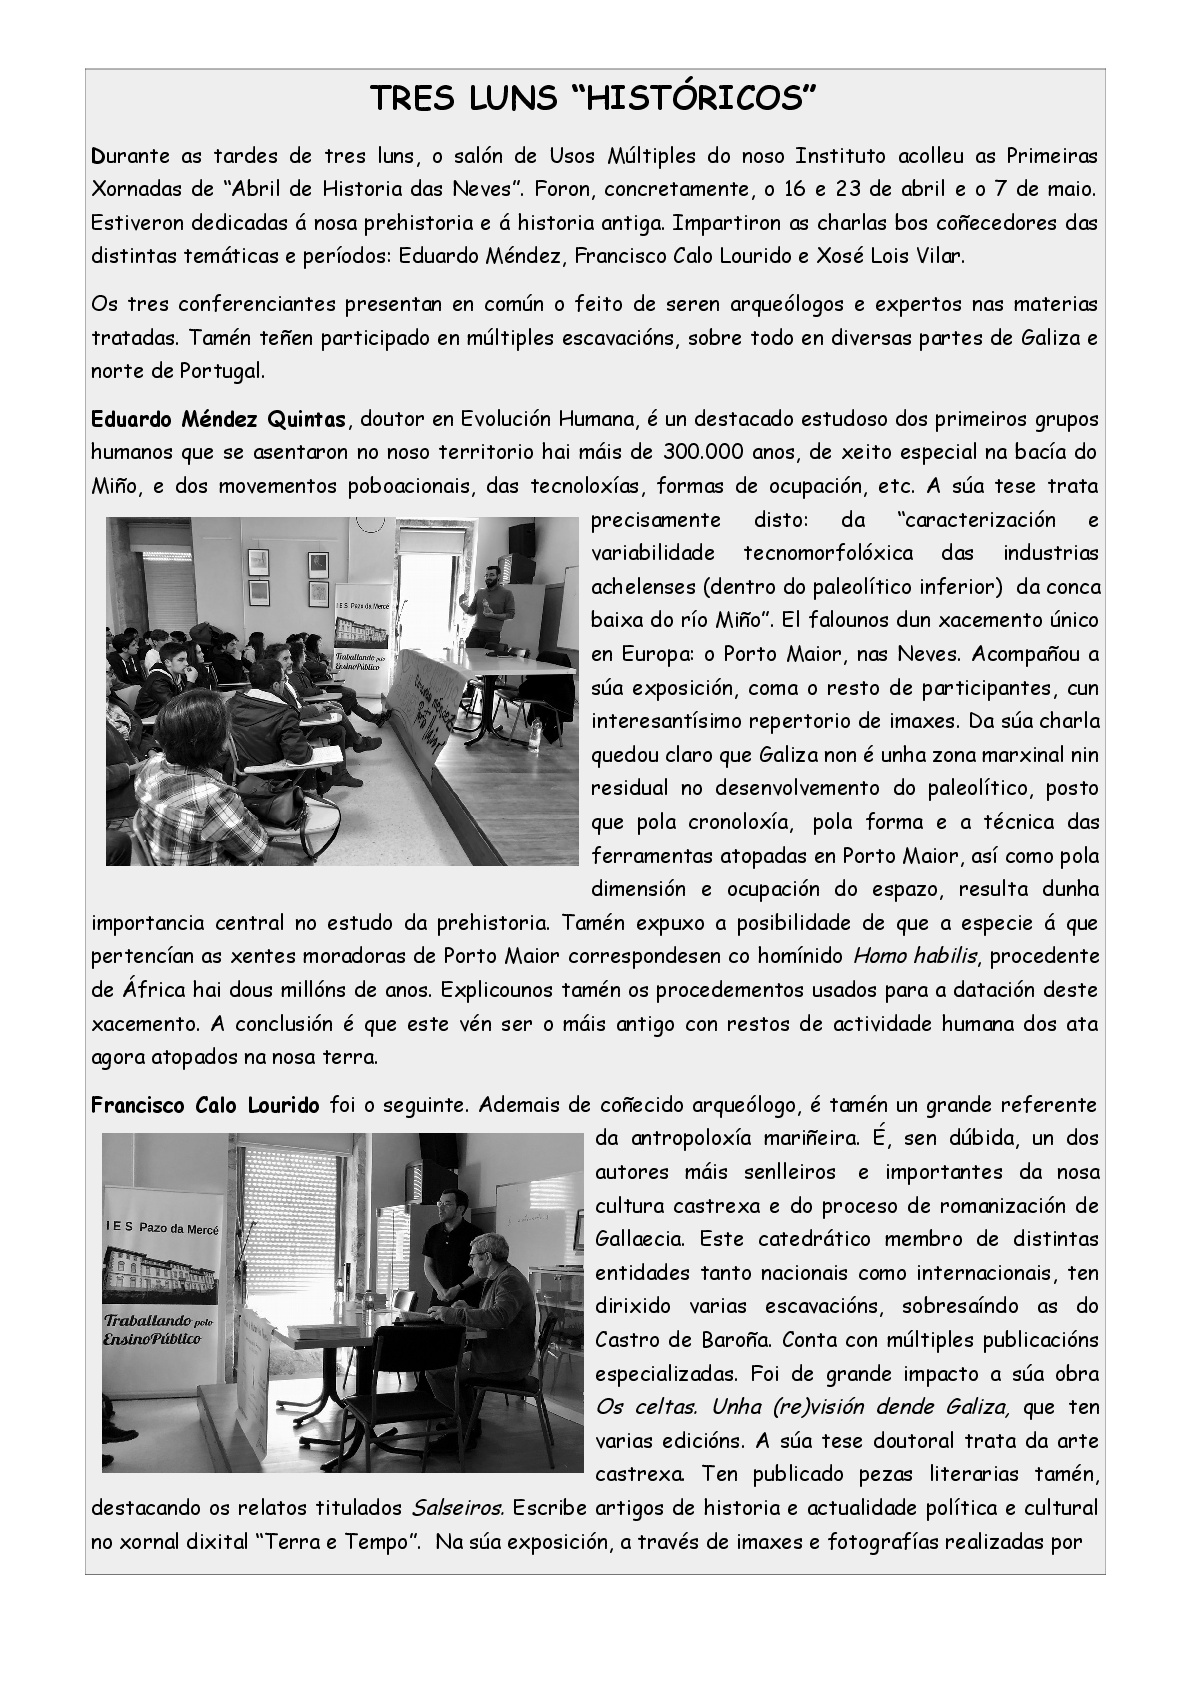 TRES LUNS “HISTÓRICOS”
Durante as tardes de tres luns, o salón de Usos Múltiples do noso Instituto acolleu as Primeiras
Xornadas de “Abril de Historia das Neves”. Foron, concretamente, o 16 e 23 de abril e o 7 de maio.
Estiveron dedicadas á nosa prehistoria e á historia antiga. Impartiron as charlas bos coñecedores das
distintas temáticas e períodos: Eduardo Méndez, Francisco Calo Lourido e Xosé Lois Vilar.
Os tres conferenciantes presentan en común o feito de seren arqueólogos e expertos nas materias
tratadas. Tamén teñen participado en múltiples escavacións, sobre todo en diversas partes de Galiza e
norte de Portugal.
Eduardo Méndez Quintas, doutor en Evolución Humana, é un destacado estudoso dos primeiros grupos
humanos que se asentaron no noso territorio hai máis de 300.000 anos, de xeito especial na bacía do
Miño, e dos movementos poboacionais, das tecnoloxías, formas de ocupación, etc. A súa tese trata
precisamente disto: da “caracterización e
variabilidade tecnomorfolóxica das industrias
achelenses (dentro do paleolítico inferior) da conca
baixa do río Miño”. El falounos dun xacemento único
en Europa: o Porto Maior, nas Neves. Acompañou a
súa exposición, coma o resto de participantes, cun
interesantísimo repertorio de imaxes. Da súa charla
quedou claro que Galiza non é unha zona marxinal nin
residual no desenvolvemento do paleolítico, posto
que pola cronoloxía, pola forma e a técnica das
ferramentas atopadas en Porto Maior, así como pola
dimensión e ocupación do espazo, resulta dunha
importancia central no estudo da prehistoria. Tamén expuxo a posibilidade de que a especie á que
pertencían as xentes moradoras de Porto Maior correspondesen co homínido Homo habilis, procedente
de África hai dous millóns de anos. Explicounos tamén os procedementos usados para a datación deste
xacemento. A conclusión é que este vén ser o máis antigo con restos de actividade humana dos ata
agora atopados na nosa terra.
I E S Pazo da Mercé
Traballando polo
EnsinoPúblico
Francisco Calo Lourido foi o seguinte. Ademais de coñecido arqueólogo, é tamén un grande referente
da antropoloxía mariñeira. É, sen dúbida, un dos
autores máis senlleiros e importantes da nosa
cultura castrexa e do proceso de romanización de
Gallaecia. Este catedrático membro de distintas
entidades tanto nacionais como internacionais, ten
dirixido varias escavacións, sobresaíndo as do
Castro de Baroña. Conta con múltiples publicacións
especializadas. Foi de grande impacto a súa obra
Os celtas. Unha (re)visión dende Galiza, que ten
varias edicións. A súa tese doutoral trata da arte
castrexa. Ten publicado pezas literarias tamén,
destacando os relatos titulados Salseiros. Escribe artigos de historia e actualidade política e cultural
no xornal dixital “Terra e Tempo”. Na súa exposición, a través de imaxes e fotografías realizadas por
I E S Pazo da Mercé
Traballando polo
EnsinoPúblico